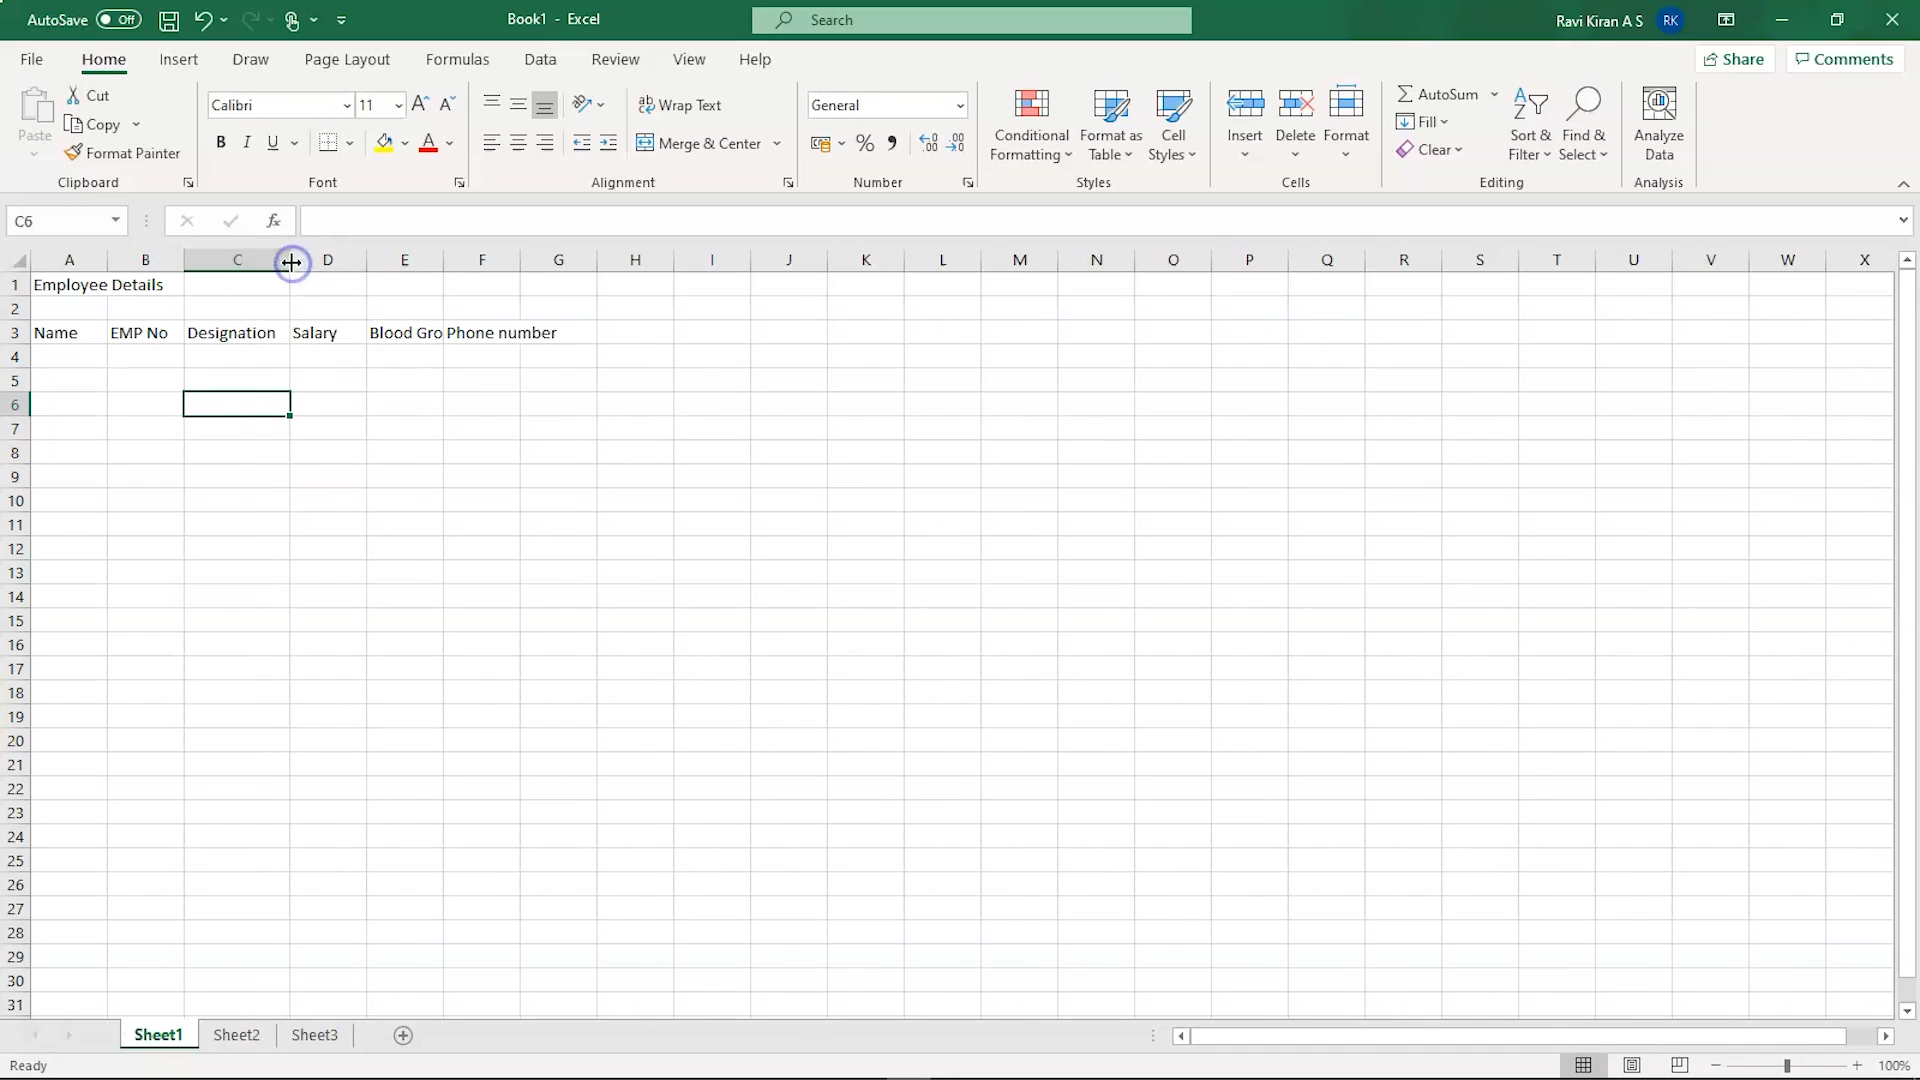 AutoSave Off Book1 - Excel Search Ravi Kiran A S RK
File Home Insert Draw Page Layout Formulas Data Review View Help Share Comments
Paste
Cut
Copy
Format Painter
Clipboard
Calibri 11
B I U A
Font
Wrap Text
Merge & Center
Alignment
General
% 9
Number
Conditional Formatting
Format as Table
Cell Styles
Styles
Insert Delete Format
Cells
AutoSum
Fill
Clear
Sort & Filter
Find & Select
Editing
Analyze Data
Analysis
C6 fx
A B C D E F G H I J K L M N O P Q R S T U V W X
1 Employee Details
2
3 Name EMP No Designation Salary Blood Gro Phone number
4
5
6
7
8
9
10
11
12
13
14
15
16
17
18
19
20
21
22
23
24
25
26
27
28
29
30
31
Sheet1 Sheet2 Sheet3
Ready 100%